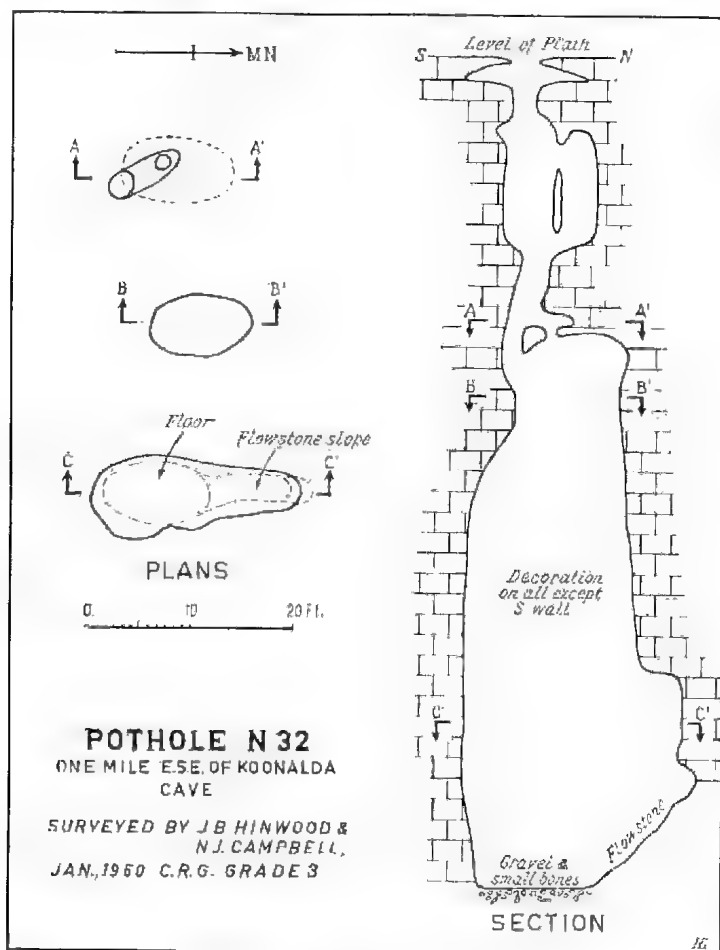 MN
A A'
B B'
Floor
Flowstone slope
C C'
PLANS
0. 10 20 Ft.
POTHOLE N 32
ONE MILE E.S.E. OF KOONALDA
CAVE
SURVEYED BY J B HINWOOD &
N.J. CAMPBELL,
JAN., 1960 C.R.G. GRADE 3
Level of Plain
S N
A A'
B B'
Decoration
on all except
S wall
C' C'
Flowstone
Gravel &
small bones
SECTION